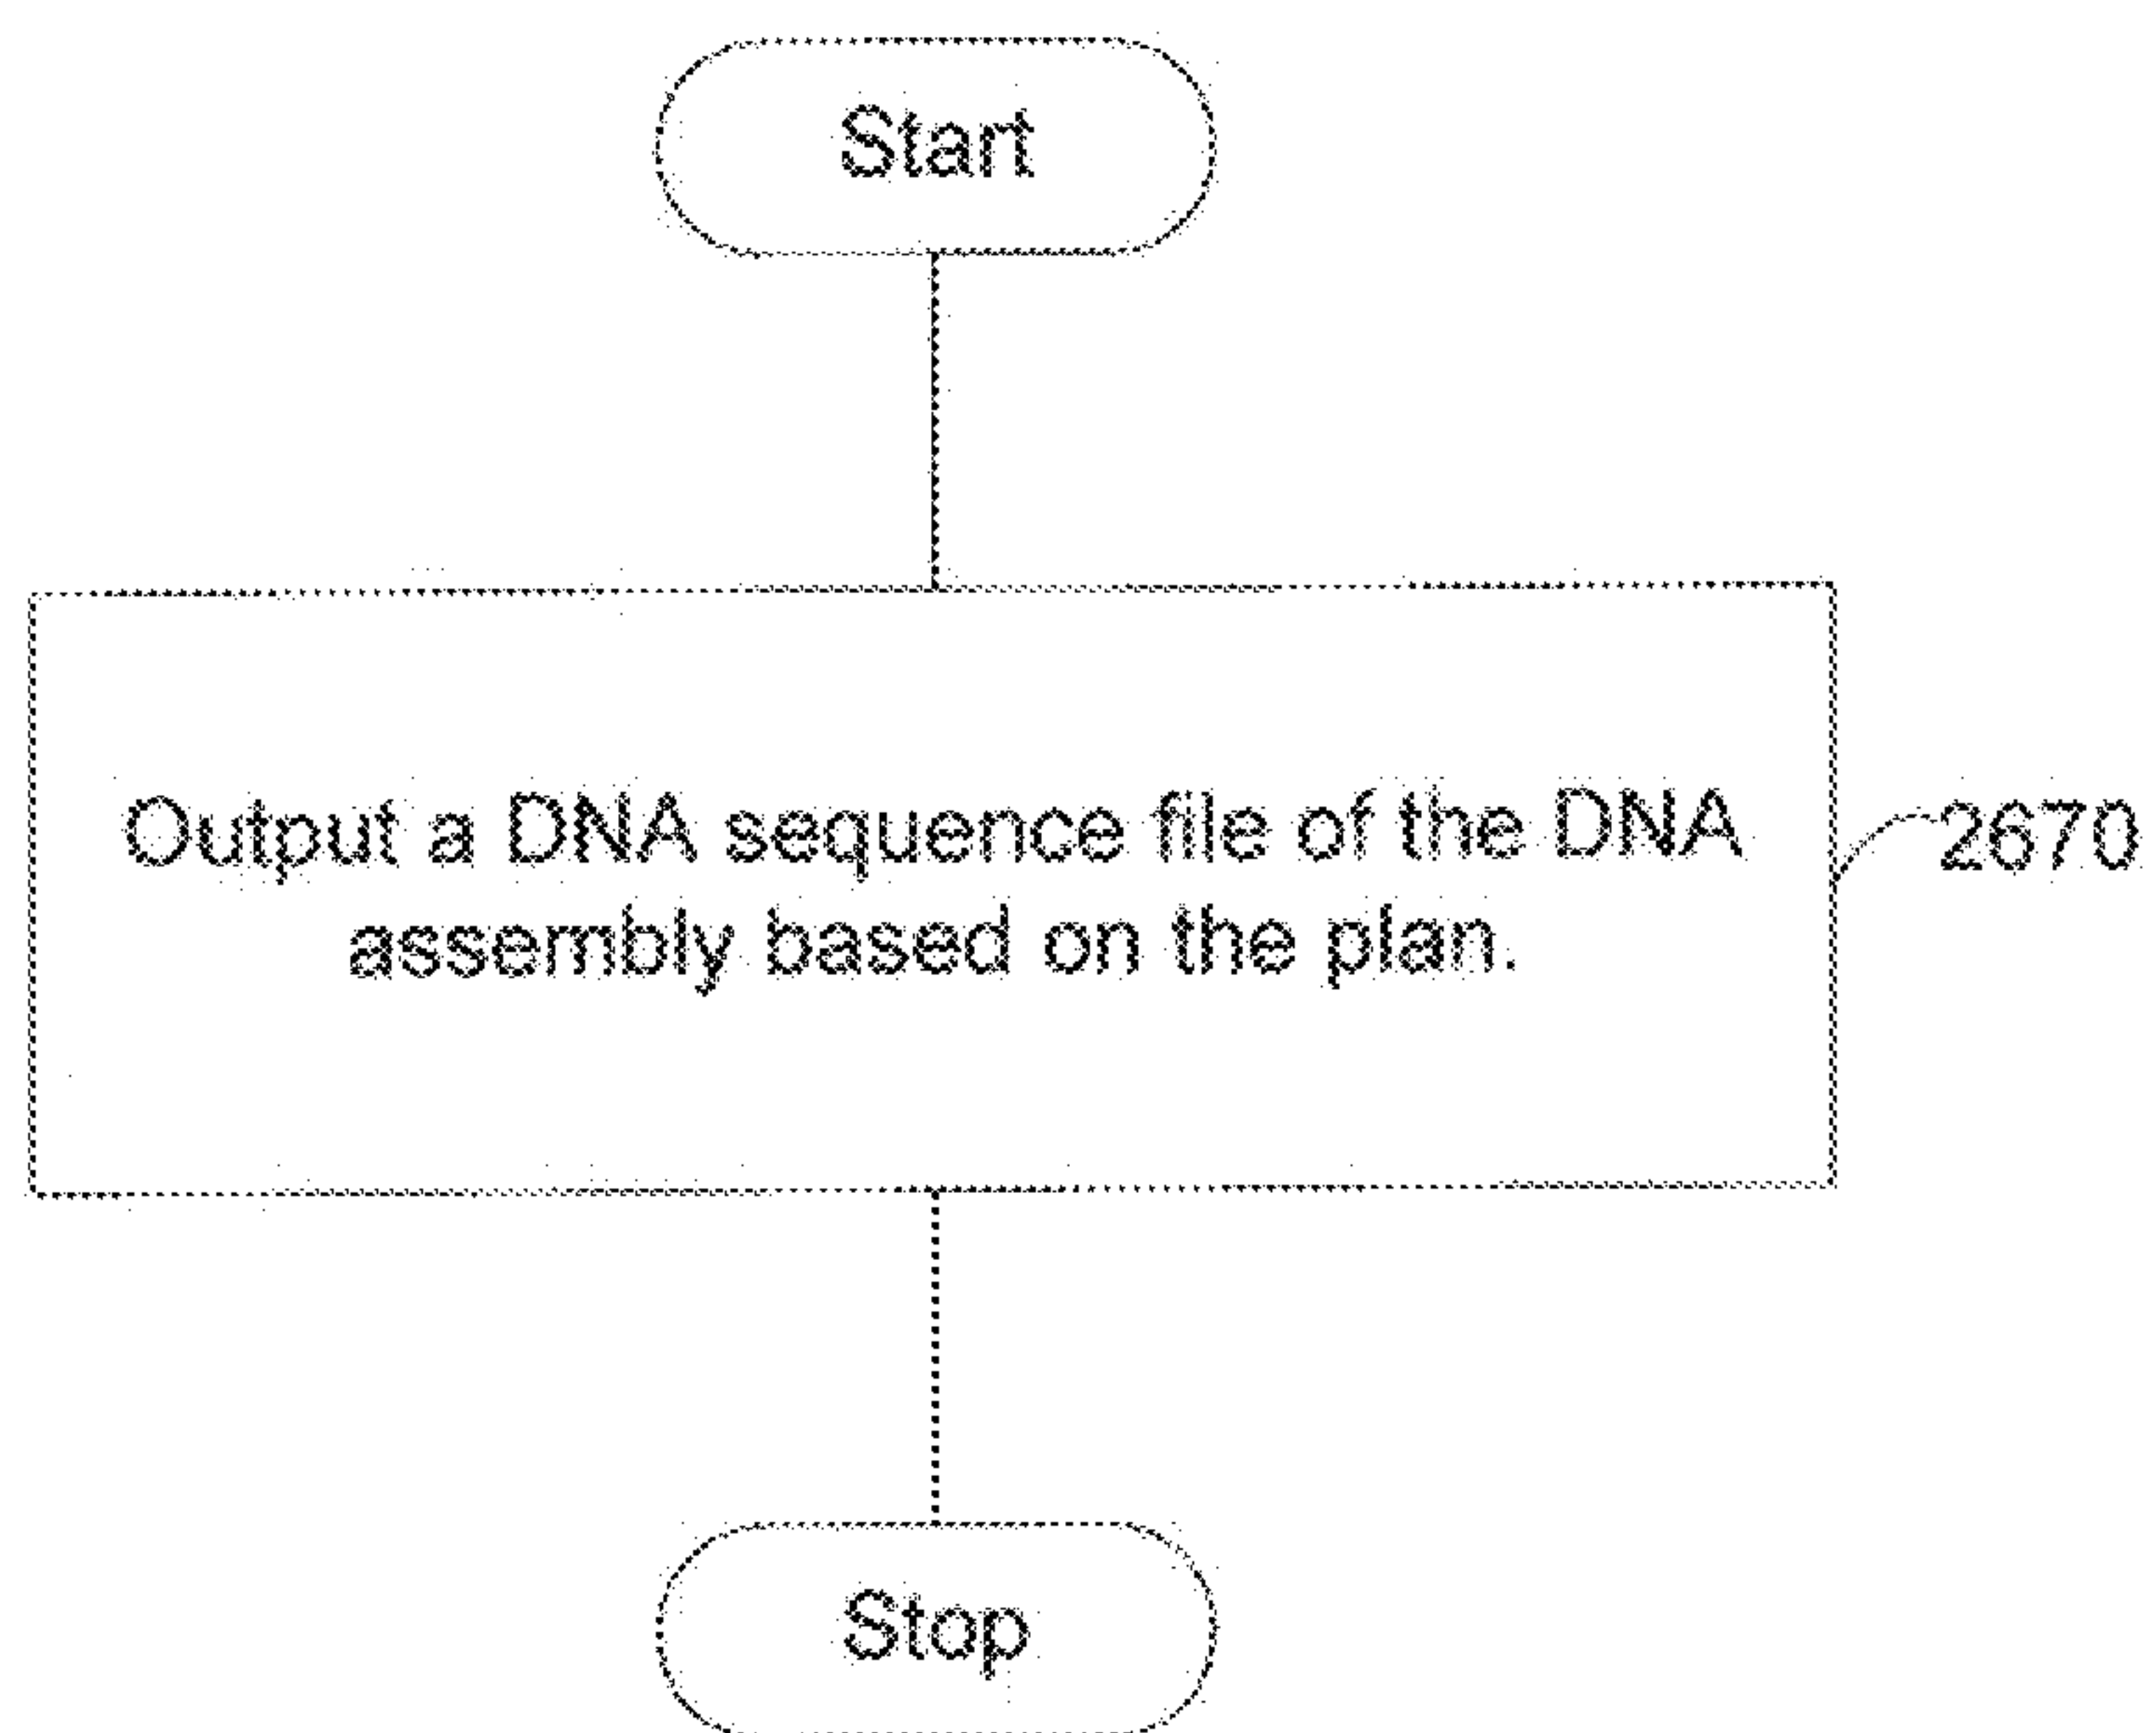 Start
Output a DNA sequence file of the DNA
assembly based on the plan.
2670
Stop